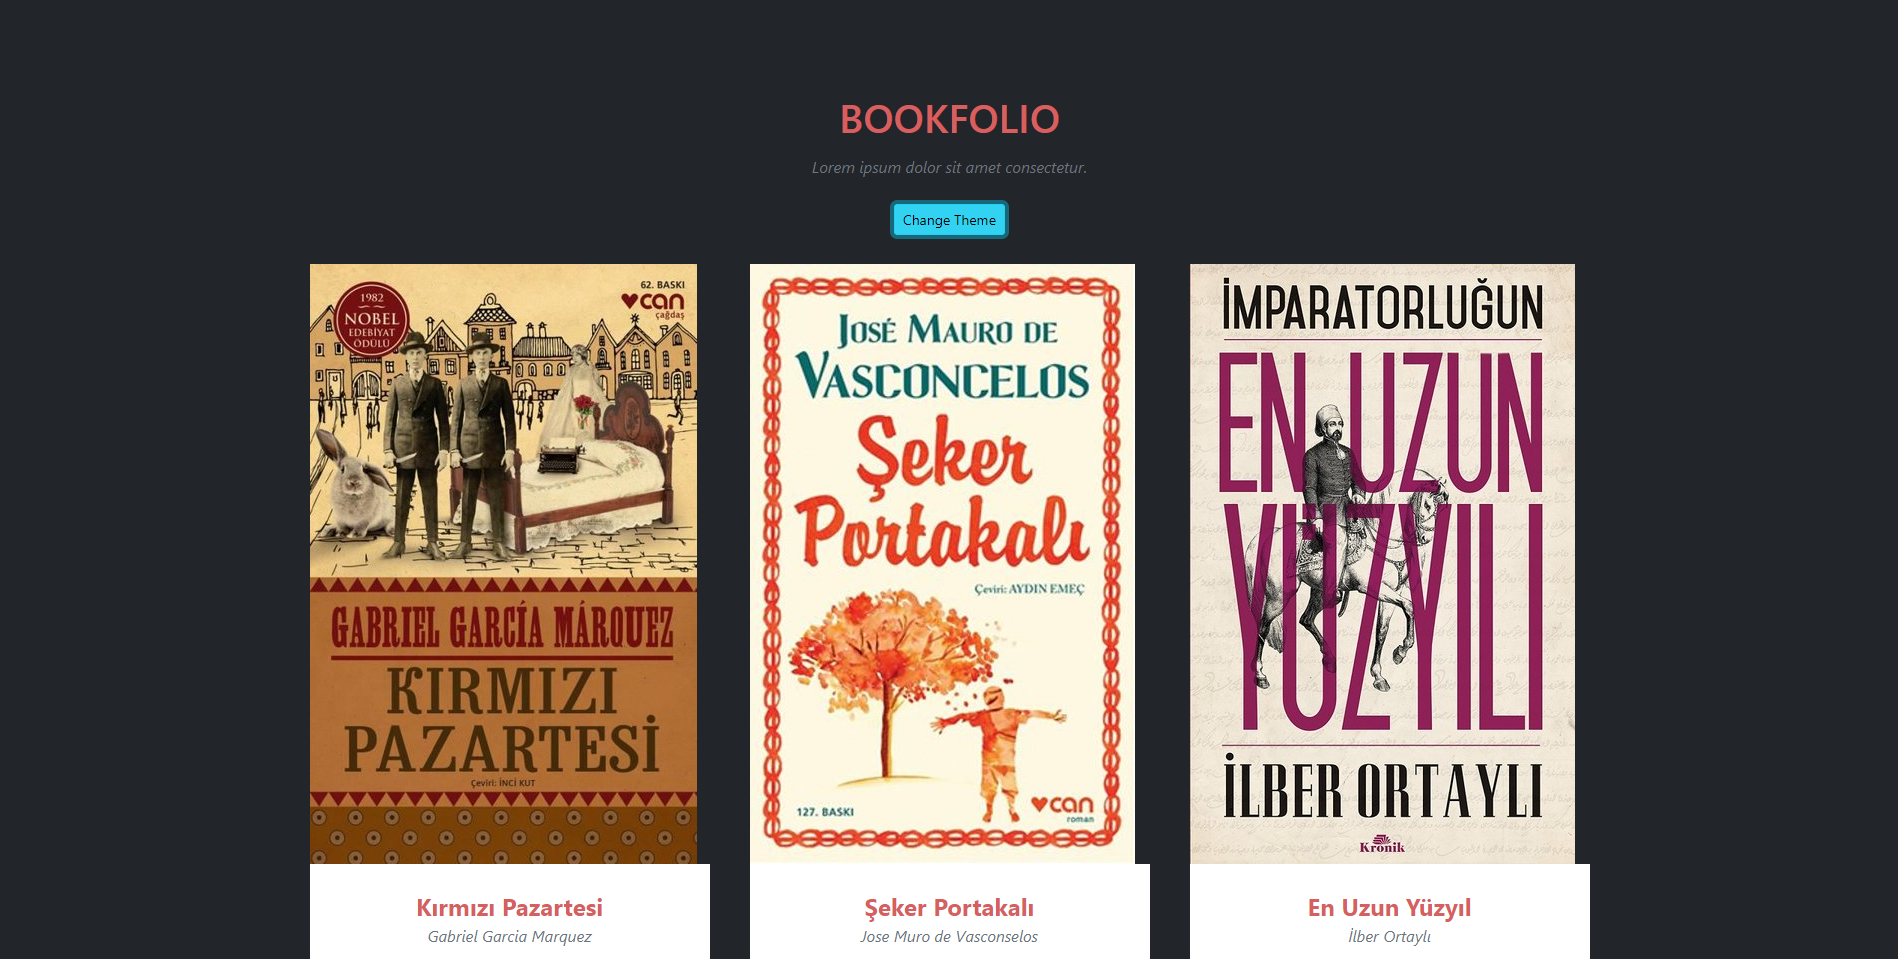 BOOKFOLIO
Lorem ipsum dolor sit amet consectetur.
Change Theme
1982
NOBEL
EDEBİYAT
ÖDÜLÜ
62. BASKI
can
çağdaş
GABRIEL GARCÍA MÁRQUEZ
KIRMIZI
PAZARTESİ
Çeviri: İNCİ KUT
JOSÉ MAURO DE
VASCONCELOS
Şeker
Portakalı
Çeviri: AYDIN EMEÇ
127. BASKI
can
roman
İMPARATORLUĞUN
EN UZUN
YÜZYILI
İLBER ORTAYLI
Kronik
Kırmızı Pazartesi
Gabriel Garcia Marquez
Şeker Portakalı
Jose Muro de Vasconselos
En Uzun Yüzyıl
İlber Ortaylı